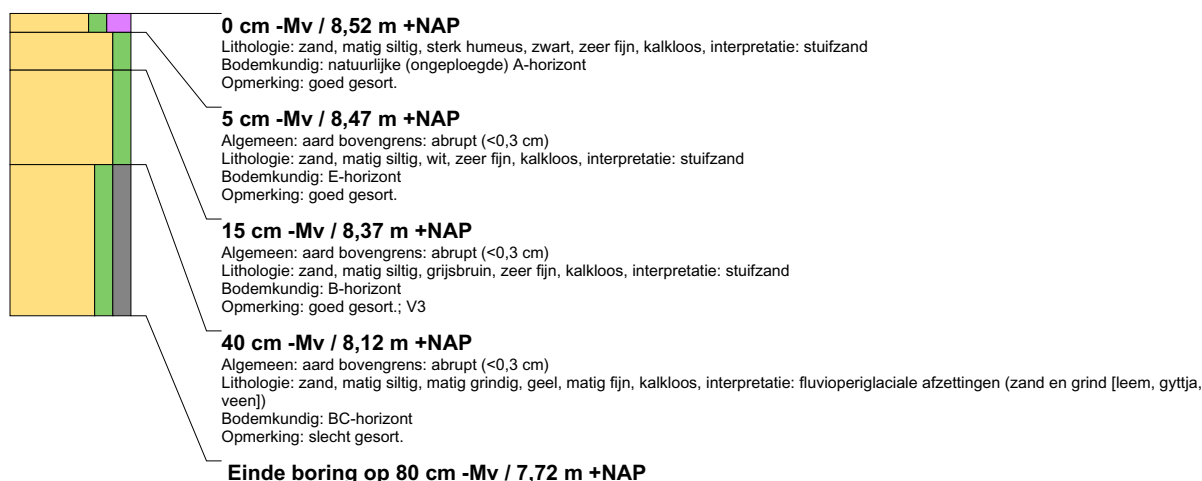 0 cm -Mv / 8,52 m +NAP
Lithologie: zand, matig siltig, sterk humeus, zwart, zeer fijn, kalkloos, interpretatie: stuifzand
Bodemkundig: natuurlijke (ongeploegde) A-horizont
Opmerking: goed gesort.
5 cm -Mv / 8,47 m +NAP
Algemeen: aard bovengrens: abrupt (<0,3 cm)
Lithologie: zand, matig siltig, wit, zeer fijn, kalkloos, interpretatie: stuifzand
Bodemkundig: E-horizont
Opmerking: goed gesort.
15 cm -Mv / 8,37 m +NAP
Algemeen: aard bovengrens: abrupt (<0,3 cm)
Lithologie: zand, matig siltig, grijsbruin, zeer fijn, kalkloos, interpretatie: stuifzand
Bodemkundig: B-horizont
Opmerking: goed gesort.; V3
40 cm -Mv / 8,12 m +NAP
Algemeen: aard bovengrens: abrupt (<0,3 cm)
Lithologie: zand, matig siltig, matig grindig, geel, matig fijn, kalkloos, interpretatie: fluvioperiglaciale afzettingen (zand en grind [leem, gyttja,
veen])
Bodemkundig: BC-horizont
Opmerking: slecht gesort.
Einde boring op 80 cm -Mv / 7,72 m +NAP